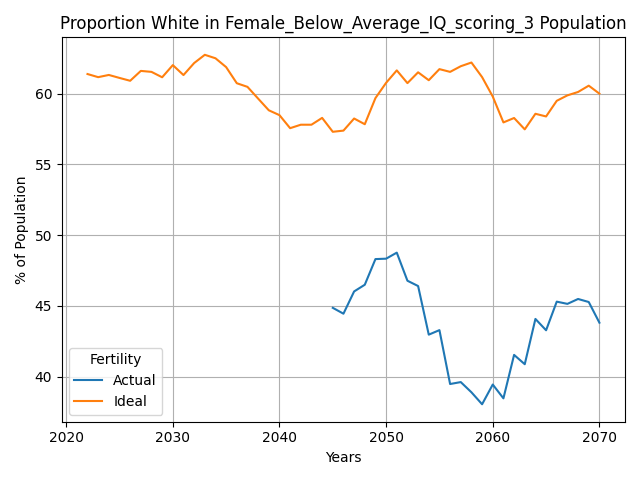 Proportion White in Female_Below_Average_IQ_scoring_3 Population
% of Population
60
55
50
45
40
Fertility
Actual
Ideal
2020 2030 2040 2050 2060 2070
Years